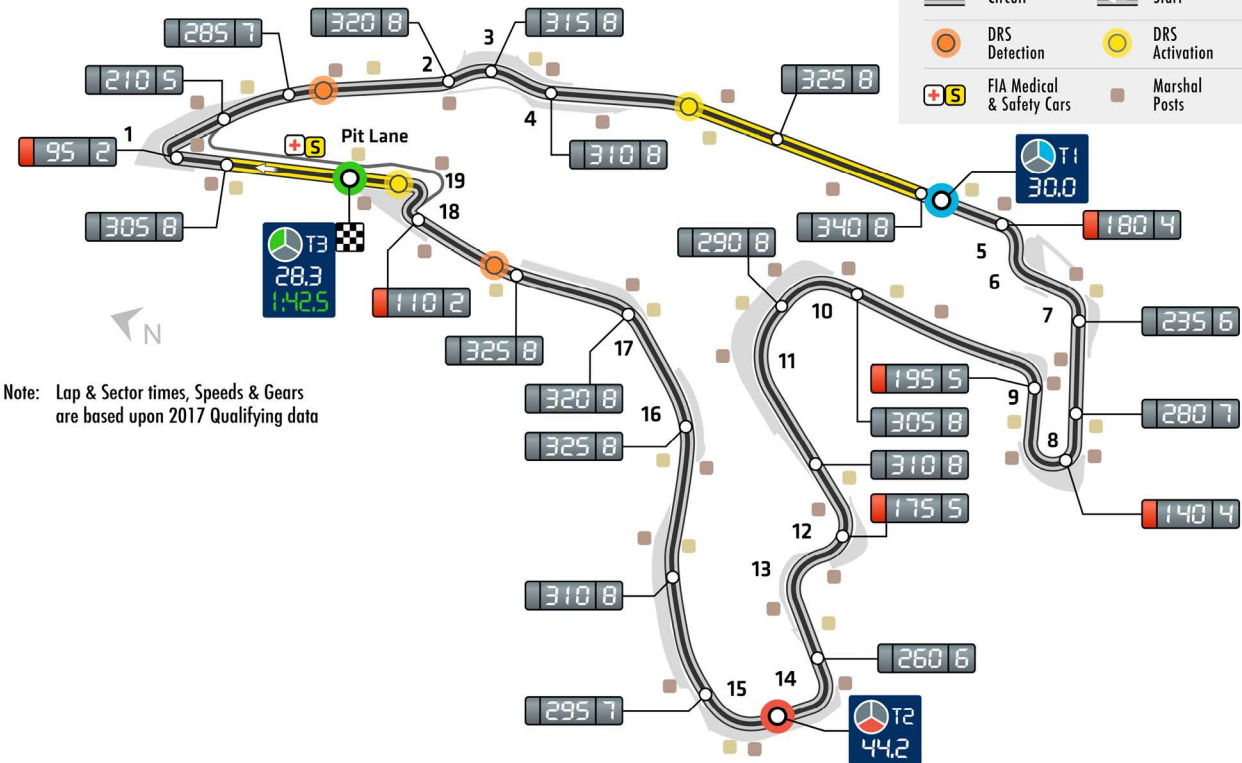 Circuit
Start
DRS
Detection
DRS
Activation
FIA Medical
& Safety Cars
Marshal
Posts
S
320 8
3
315 8
285 7
2
325 8
210 5
4
310 8
1
Pit Lane
S
95 2
19
18
T1
30.0
305 8
T3
28.3
1:42.5
340 8
180 4
290 8
5
6
110 2
10
7
235 6
N
325 8
17
11
195 5
9
Note: Lap & Sector times, Speeds & Gears
are based upon 2017 Qualifying data
320 8
16
305 8
280 7
325 8
8
310 8
175 5
140 4
12
13
310 8
260 6
14
15
295 7
T2
44.2